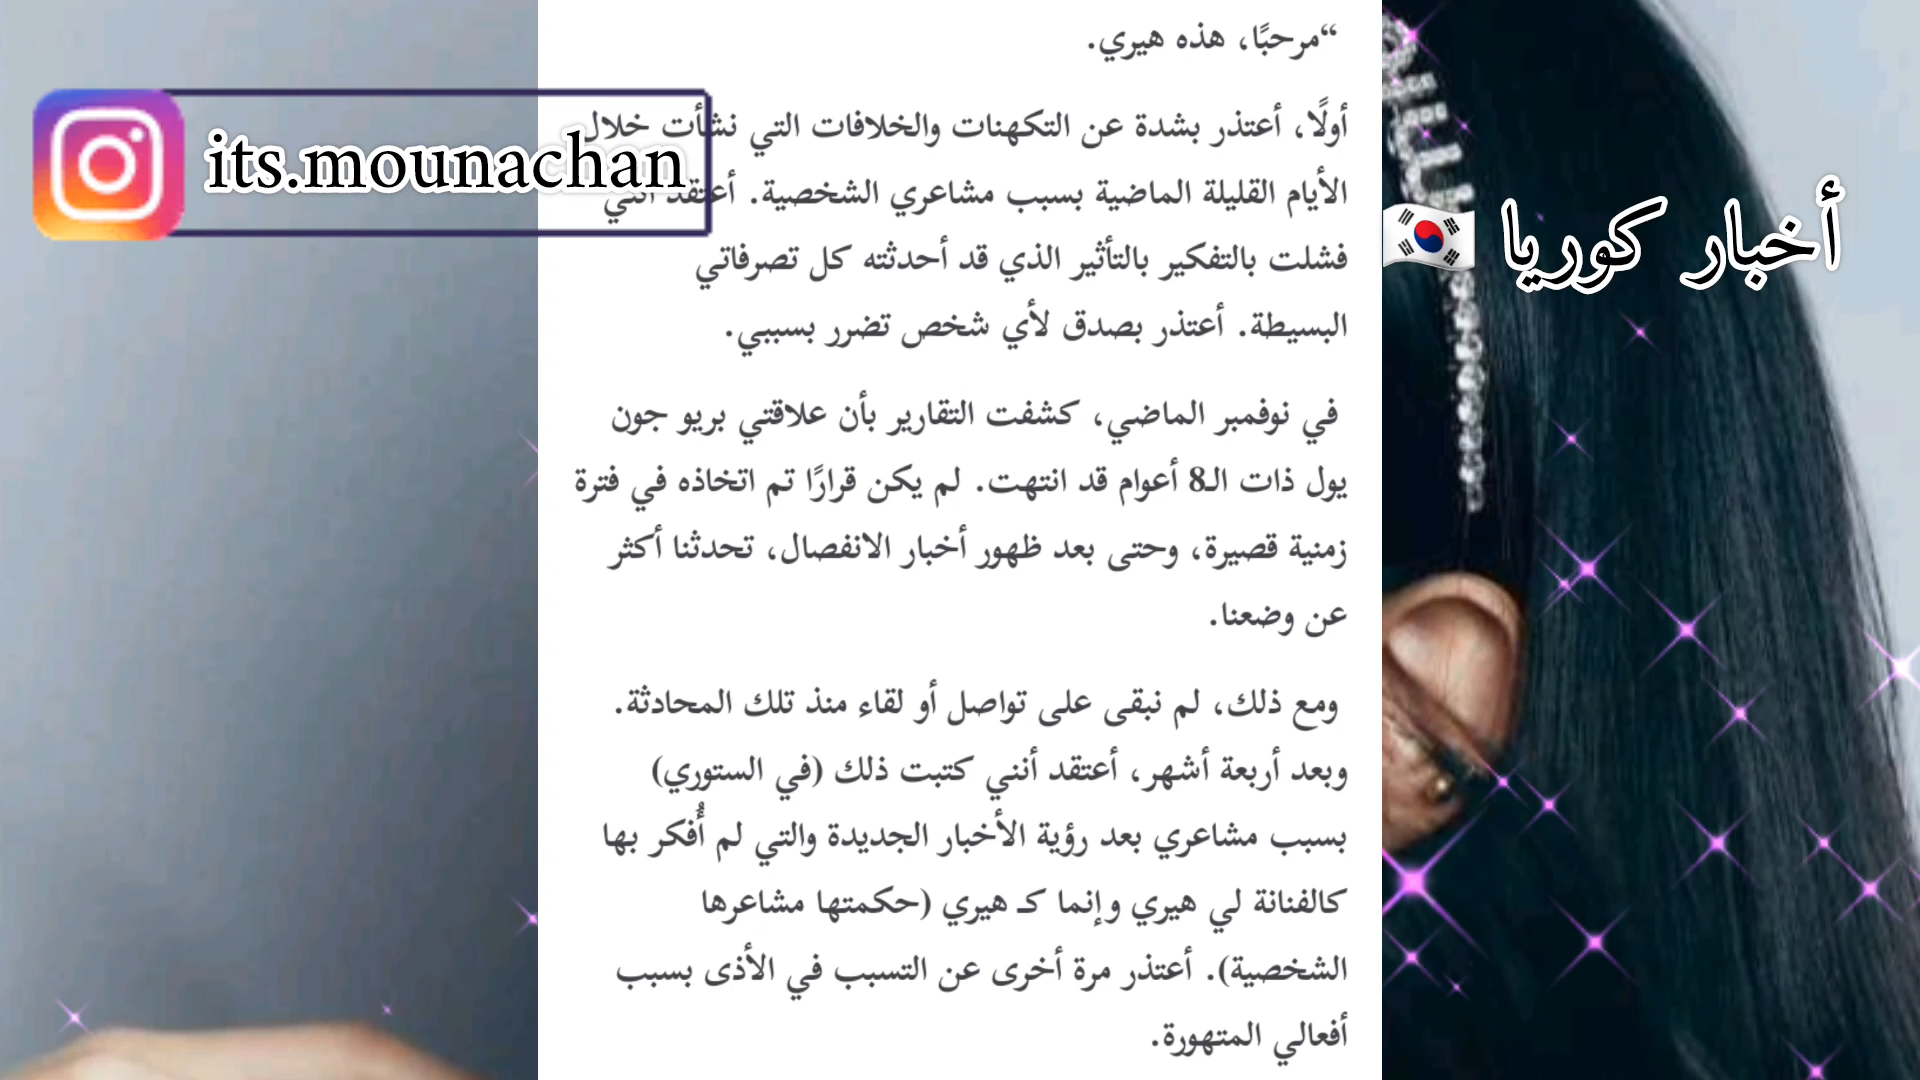 “مرحبًا، هذه هيري.
أولًا، أعتذر بشدة عن التكهنات والخلافات التي نشأت خلال
its.mounachan
الأيام القليلة الماضية بسبب مشاعري الشخصية. أعتقد أنني
أخبار كوريا 🇰🇷
فشلت بالتفكير بالتأثير الذي قد أحدثته كل تصرفاتي
البسيطة. أعتذر بصدق لأي شخص تضرر بسببي.
في نوفمبر الماضي، كشفت التقارير بأن علاقتي بريو جون
يول ذات الـ8 أعوام قد انتهت. لم يكن قرارًا تم اتخاذه في فترة
زمنية قصيرة، وحتى بعد ظهور أخبار الانفصال، تحدثنا أكثر
عن وضعنا.
ومع ذلك، لم نبقى على تواصل أو لقاء منذ تلك المحادثة.
وبعد أربعة أشهر، أعتقد أنني كتبت ذلك (في الستوري)
بسبب مشاعري بعد رؤية الأخبار الجديدة والتي لم أُفكر بها
كالفنانة لي هيري وإنما كـ هيري (حكمتها مشاعرها
الشخصية). أعتذر مرة أخرى عن التسبب في الأذى بسبب
أفعالي المتهورة.